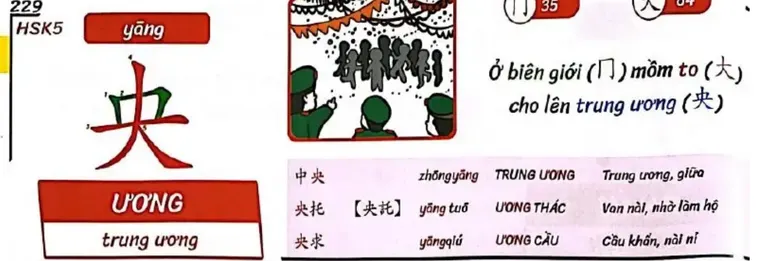 229
HSK5
yāng
央
ƯƠNG
trung ương
冂 35
大 64
Ở biên giới (冂) mồm to (大)
cho lên trung ương (央)
中央 zhōngyāng TRUNG ƯƠNG Trung ương, giữa
央托 【央託】 yāng tuō ƯƠNG THÁC Van nài, nhờ làm hộ
央求 yāngqiú ƯƠNG CẦU Cầu khẩn, nài nỉ